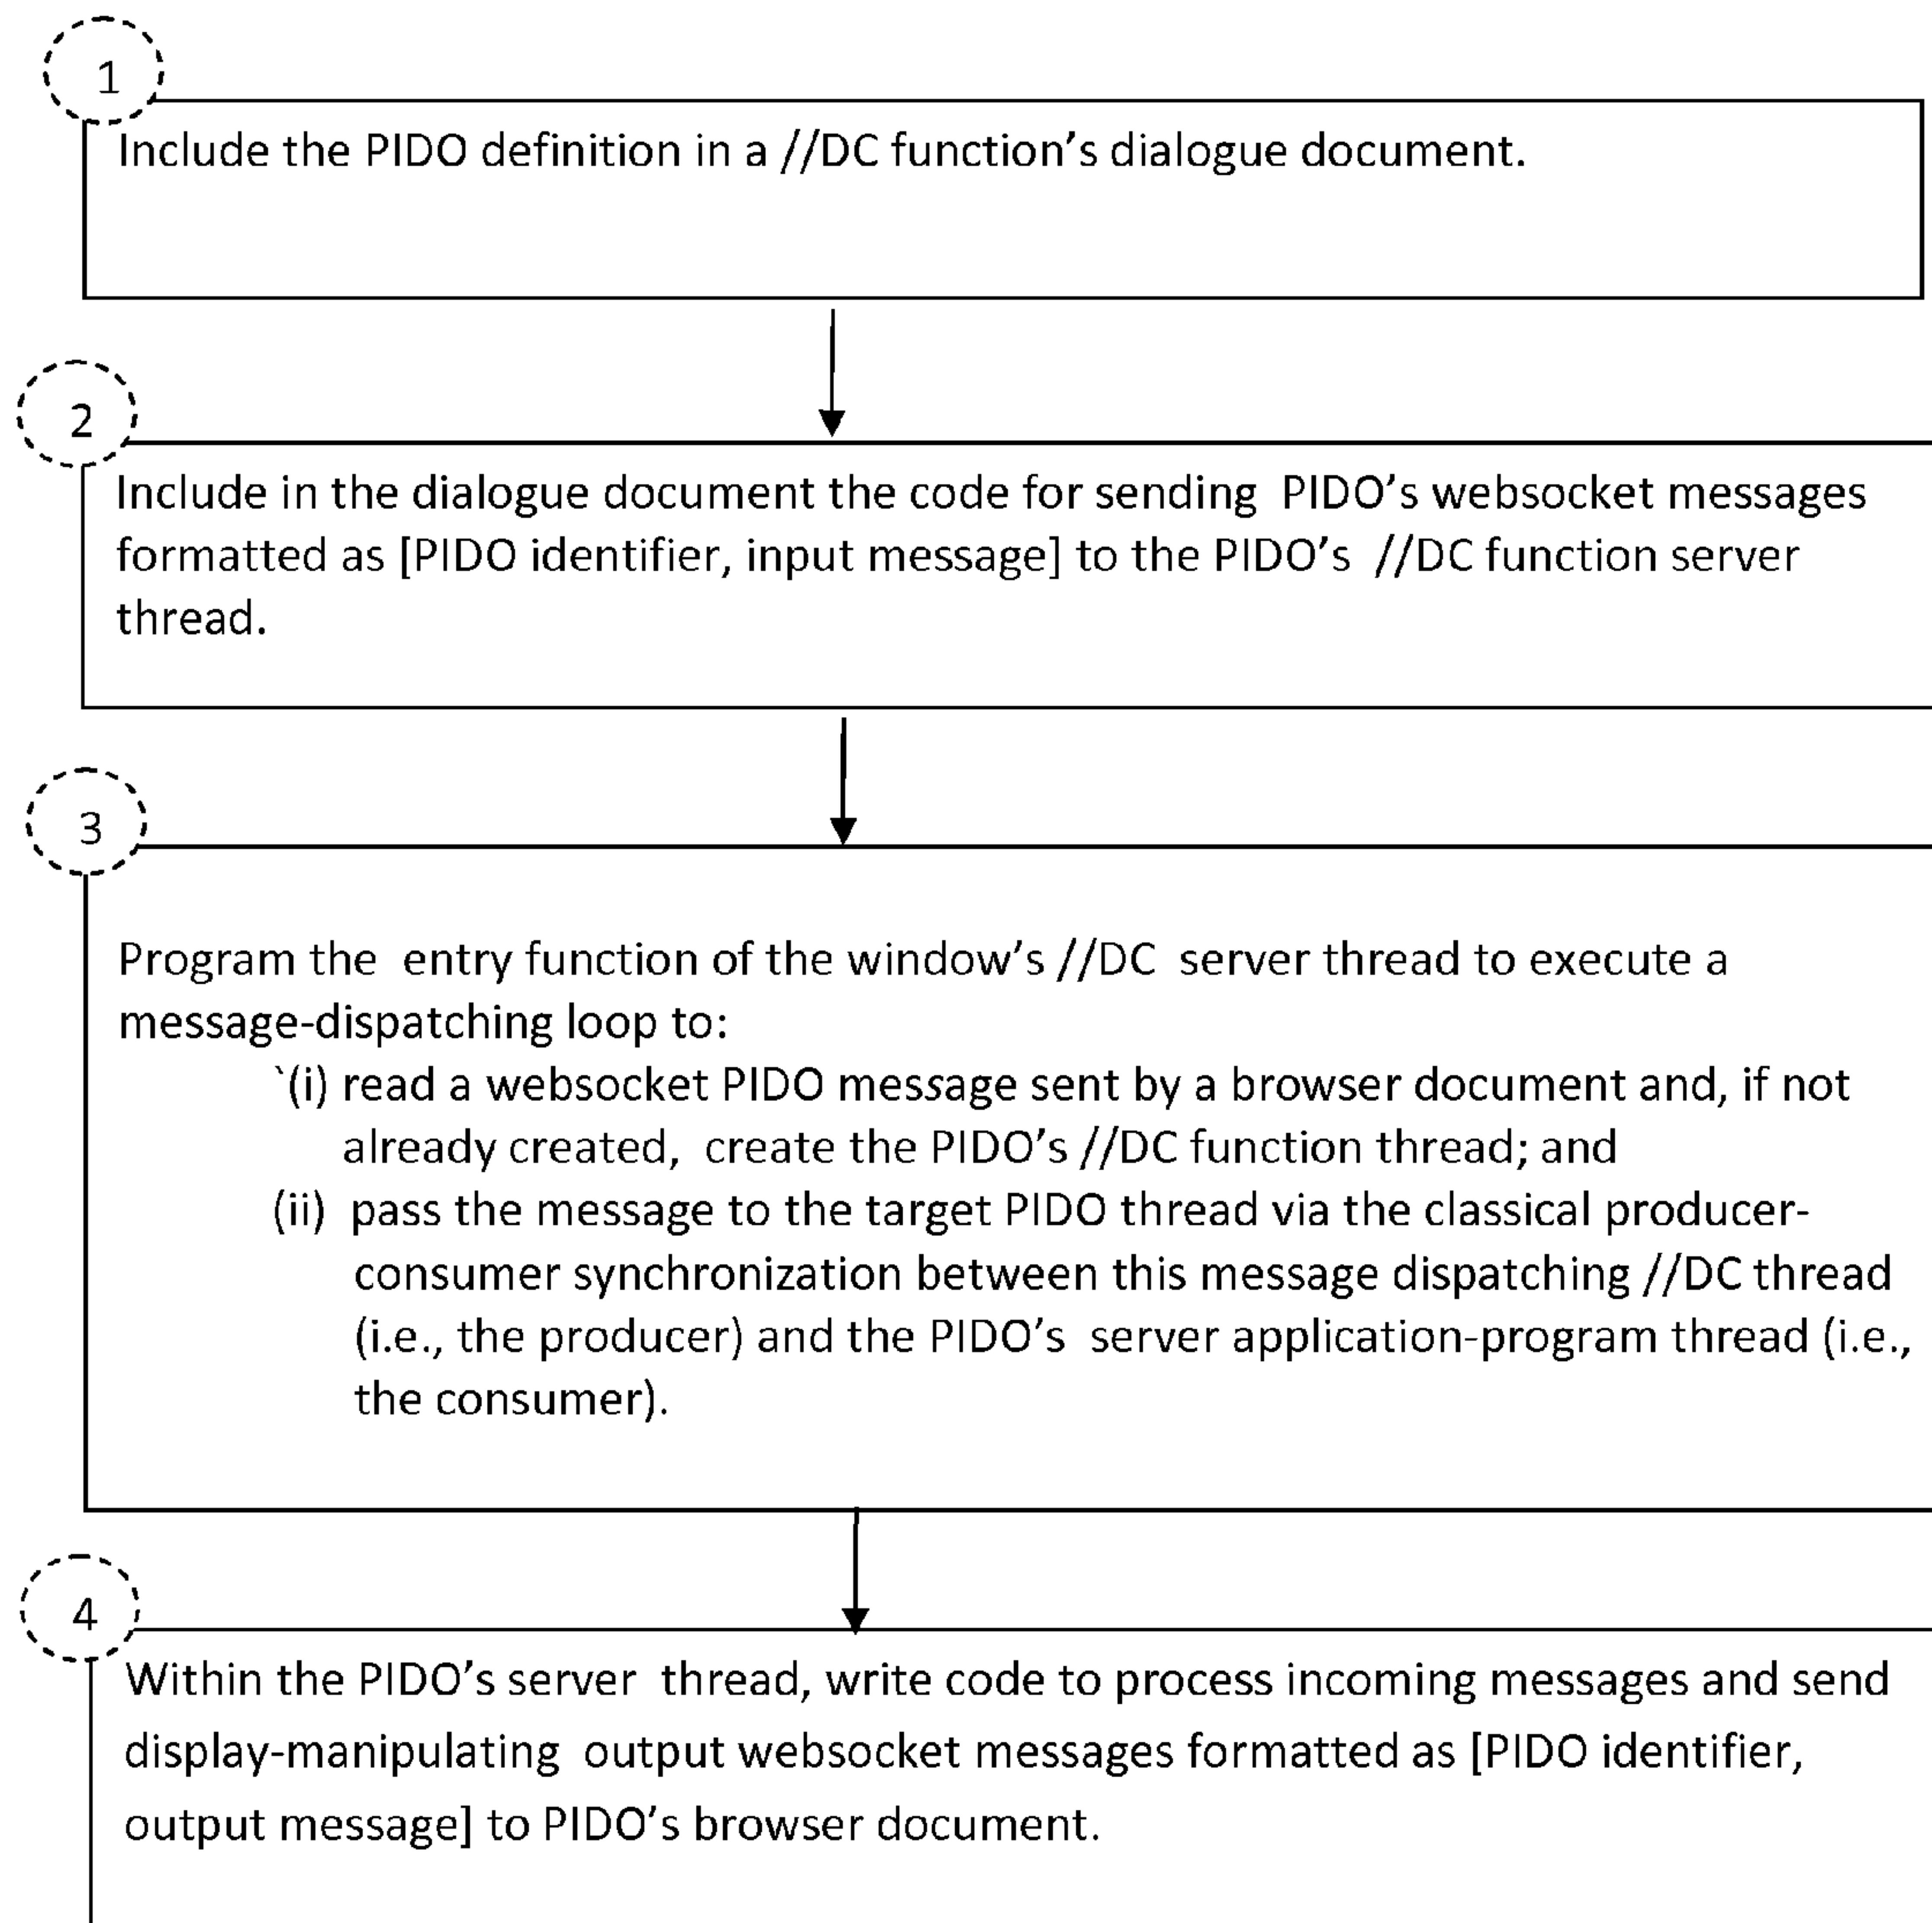 1
Include the PIDO definition in a //DC function’s dialogue document.
2
Include in the dialogue document the code for sending PIDO’s websocket messages
formatted as [PIDO identifier, input message] to the PIDO’s //DC function server
thread.
3
Program the entry function of the window’s //DC server thread to execute a
message-dispatching loop to:
`(i) read a websocket PIDO message sent by a browser document and, if not
already created, create the PIDO’s //DC function thread; and
(ii) pass the message to the target PIDO thread via the classical producer-
consumer synchronization between this message dispatching //DC thread
(i.e., the producer) and the PIDO’s server application-program thread (i.e.,
the consumer).
4
Within the PIDO’s server thread, write code to process incoming messages and send
display-manipulating output websocket messages formatted as [PIDO identifier,
output message] to PIDO’s browser document.